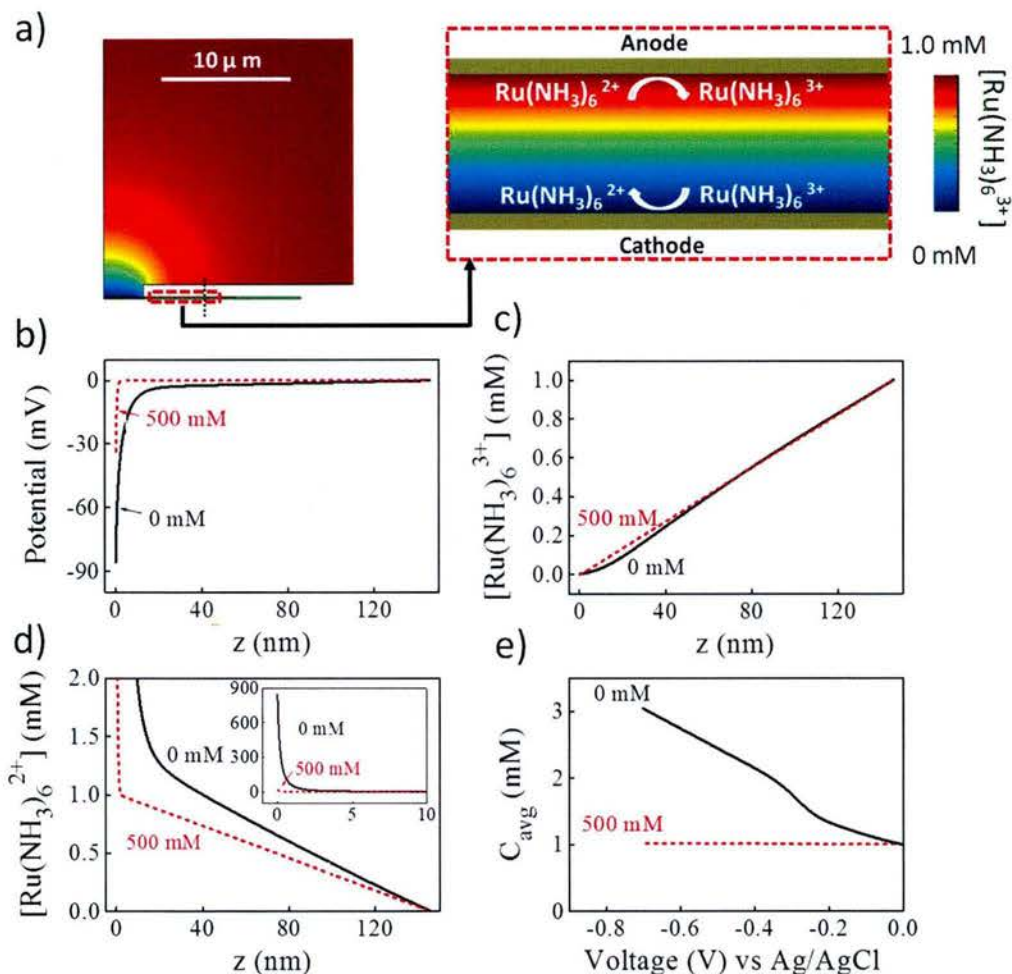 a)
10 μ m
Anode
Ru(NH3)6 2+ Ru(NH3)6 3+
Ru(NH3)6 2+ Ru(NH3)6 3+
Cathode
1.0 mM
[Ru(NH3)6 3+]
0 mM
b)
Potential (mV)
0
-30
-60
-90
500 mM
0 mM
0 40 80 120
z (nm)
c)
[Ru(NH3)6 3+] (mM)
1.0
0.8
0.6
0.4
0.2
0.0
500 mM
0 mM
0 40 80 120
z (nm)
d)
[Ru(NH3)6 2+] (mM)
2.0
1.5
1.0
0.5
0.0
0 mM
500 mM
900
600
300
0
0 mM
500 mM
0 5 10
0 40 80 120
z (nm)
e)
Cavg (mM)
3
2
1
0
0 mM
500 mM
-0.8 -0.6 -0.4 -0.2 0.0
Voltage (V) vs Ag/AgCl